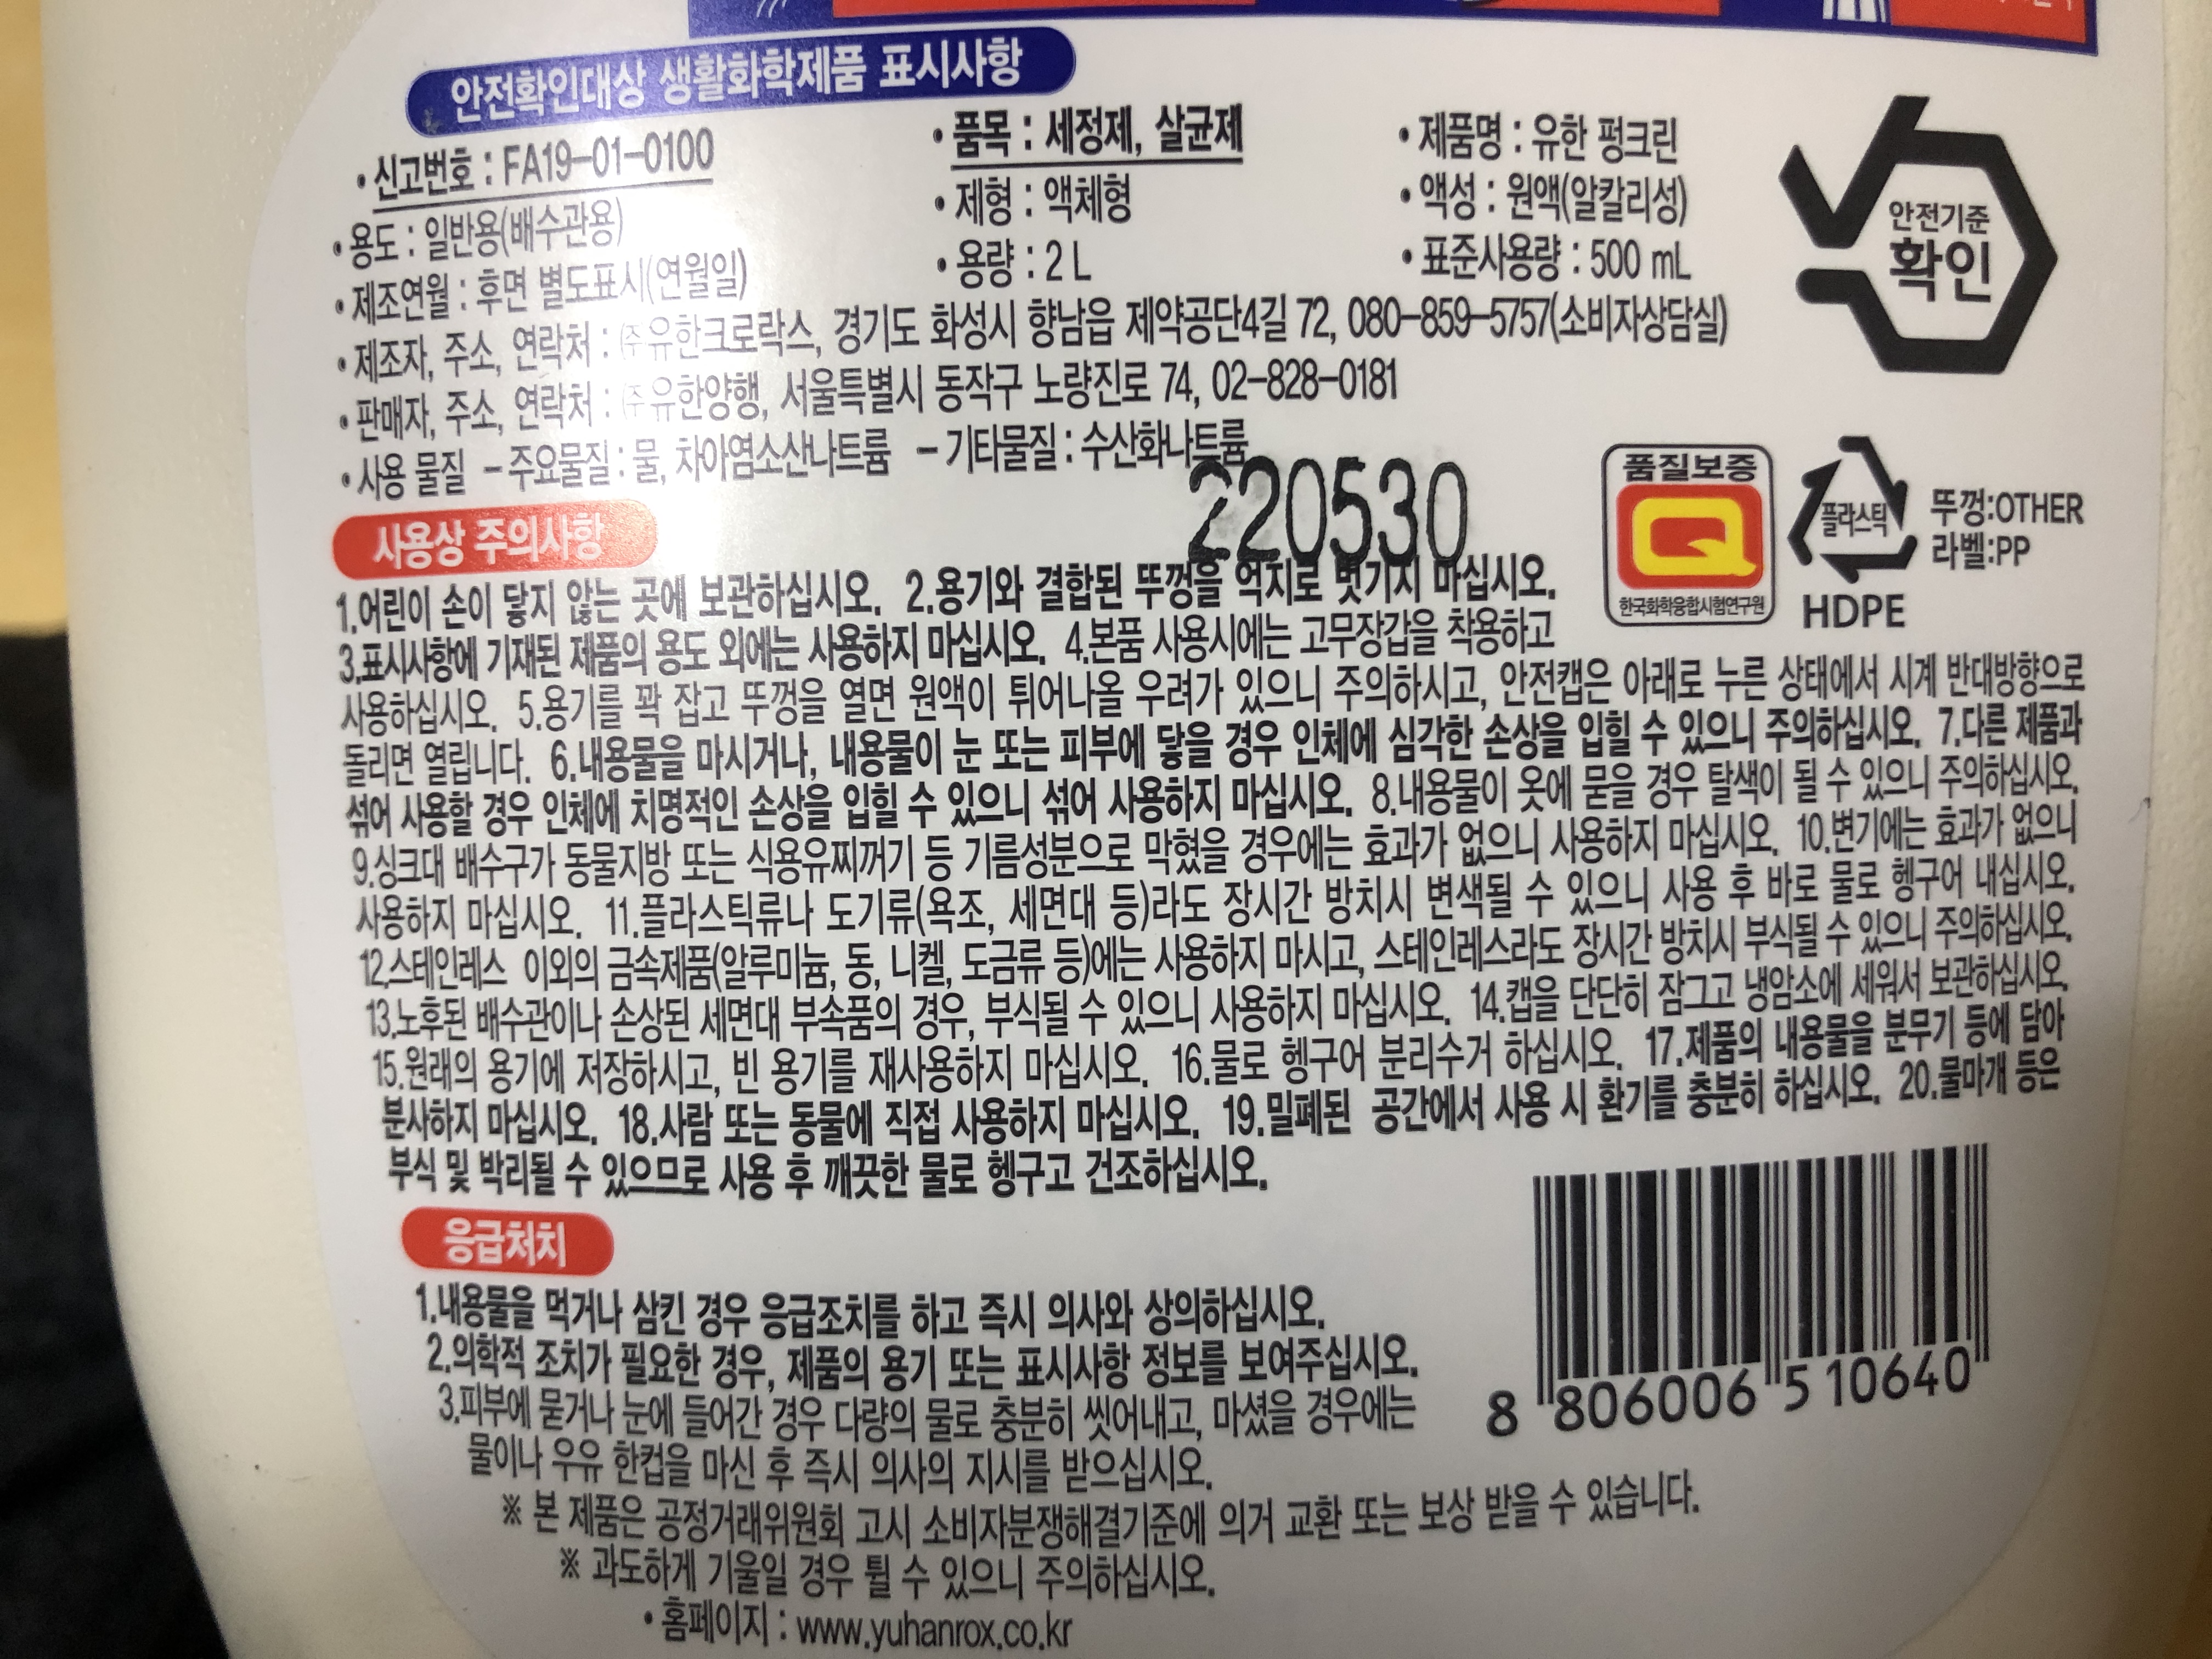 안전확인대상 생활화학제품 표시사항
• 신고번호 : FA19-01-0100
• 품목 : 세정제, 살균제
• 제품명 : 유한 펑크린
• 용도 : 일반용(배수관용)
• 제형 : 액체형
• 액성 : 원액(알칼리성)
• 제조연월 : 후면 별도표시(연월일)
• 용량 : 2 L
• 표준사용량 : 500 mL
• 제조자, 주소, 연락처 : ㈜유한크로락스, 경기도 화성시 향남읍 제약공단4길 72, 080-859-5757(소비자상담실)
• 판매자, 주소, 연락처 : ㈜유한양행, 서울특별시 동작구 노량진로 74, 02-828-0181
• 사용 물질 - 주요물질 : 물, 차아염소산나트륨 - 기타물질 : 수산화나트륨
안전기준
확인
220530
품질보증
Q
한국화학융합시험연구원
플라스틱
HDPE
뚜껑:OTHER
라벨:PP
사용상 주의사항
1.어린이 손이 닿지 않는 곳에 보관하십시오. 2.용기와 결합된 뚜껑을 억지로 벗기지 마십시오.
3.표시사항에 기재된 제품의 용도 외에는 사용하지 마십시오. 4.본품 사용시에는 고무장갑을 착용하고
사용하십시오. 5.용기를 꽉 잡고 뚜껑을 열면 원액이 튀어나올 우려가 있으니 주의하시고, 안전캡은 아래로 누른 상태에서 시계 반대방향으로
돌리면 열립니다. 6.내용물을 마시거나, 내용물이 눈 또는 피부에 닿을 경우 인체에 심각한 손상을 입힐 수 있으니 주의하십시오. 7.다른 제품과
섞어 사용할 경우 인체에 치명적인 손상을 입힐 수 있으니 섞어 사용하지 마십시오. 8.내용물이 옷에 묻을 경우 탈색이 될 수 있으니 주의하십시오.
9.싱크대 배수구가 동물지방 또는 식용유찌꺼기 등 기름성분으로 막혔을 경우에는 효과가 없으니 사용하지 마십시오. 10.변기에는 효과가 없으니
사용하지 마십시오. 11.플라스틱류나 도기류(욕조, 세면대 등)라도 장시간 방치시 변색될 수 있으니 사용 후 바로 물로 헹구어 내십시오.
12.스테인레스 이외의 금속제품(알루미늄, 동, 니켈, 도금류 등)에는 사용하지 마시고, 스테인레스라도 장시간 방치시 부식될 수 있으니 주의하십시오.
13.노후된 배수관이나 손상된 세면대 부속품의 경우, 부식될 수 있으니 사용하지 마십시오. 14.캡을 단단히 잠그고 냉암소에 세워서 보관하십시오.
15.원래의 용기에 저장하시고, 빈 용기를 재사용하지 마십시오. 16.물로 헹구어 분리수거 하십시오. 17.제품의 내용물을 분무기 등에 담아
분사하지 마십시오. 18.사람 또는 동물에 직접 사용하지 마십시오. 19.밀폐된 공간에서 사용 시 환기를 충분히 하십시오. 20.물마개 등은
부식 및 박리될 수 있으므로 사용 후 깨끗한 물로 헹구고 건조하십시오.
응급처치
1.내용물을 먹거나 삼킨 경우 응급조치를 하고 즉시 의사와 상의하십시오.
2.의학적 조치가 필요한 경우, 제품의 용기 또는 표시사항 정보를 보여주십시오.
3.피부에 묻거나 눈에 들어간 경우 다량의 물로 충분히 씻어내고, 마셨을 경우에는
물이나 우유 한컵을 마신 후 즉시 의사의 지시를 받으십시오.
※ 본 제품은 공정거래위원회 고시 소비자분쟁해결기준에 의거 교환 또는 보상 받을 수 있습니다.
※ 과도하게 기울일 경우 튈 수 있으니 주의하십시오.
• 홈페이지 : www.yuhanrox.co.kr
8 806006 510640